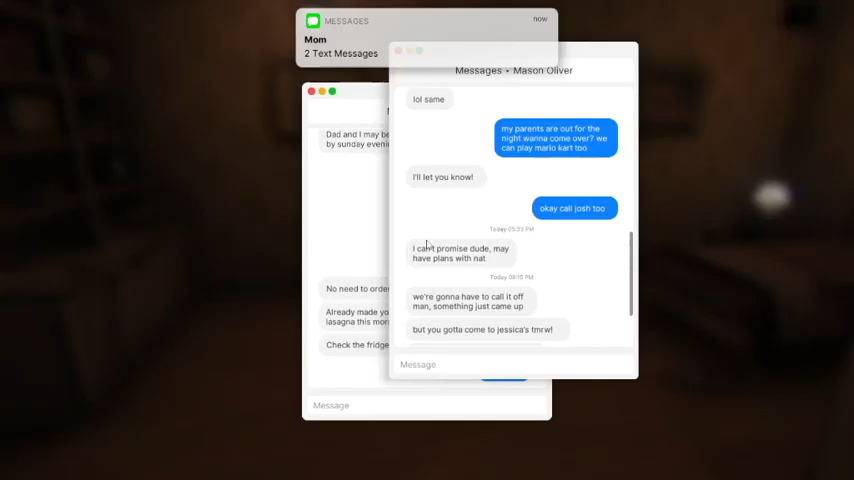 MESSAGES
now
Mom
2 Text Messages
Messages • Mason Oliver
lol same
my parents are out for the
night wanna come over? we
can play mario kart too
I'll let you know!
okay call josh too
Today 05:33 PM
I can't promise dude, may
have plans with nat
Today 08:15 PM
we're gonna have to call it off
man, something just came up
but you gotta come to jessica's tmrw!
Message
Dad and I may be
by sunday
No need to
Already made
lasagna this
Check the fridge
Message